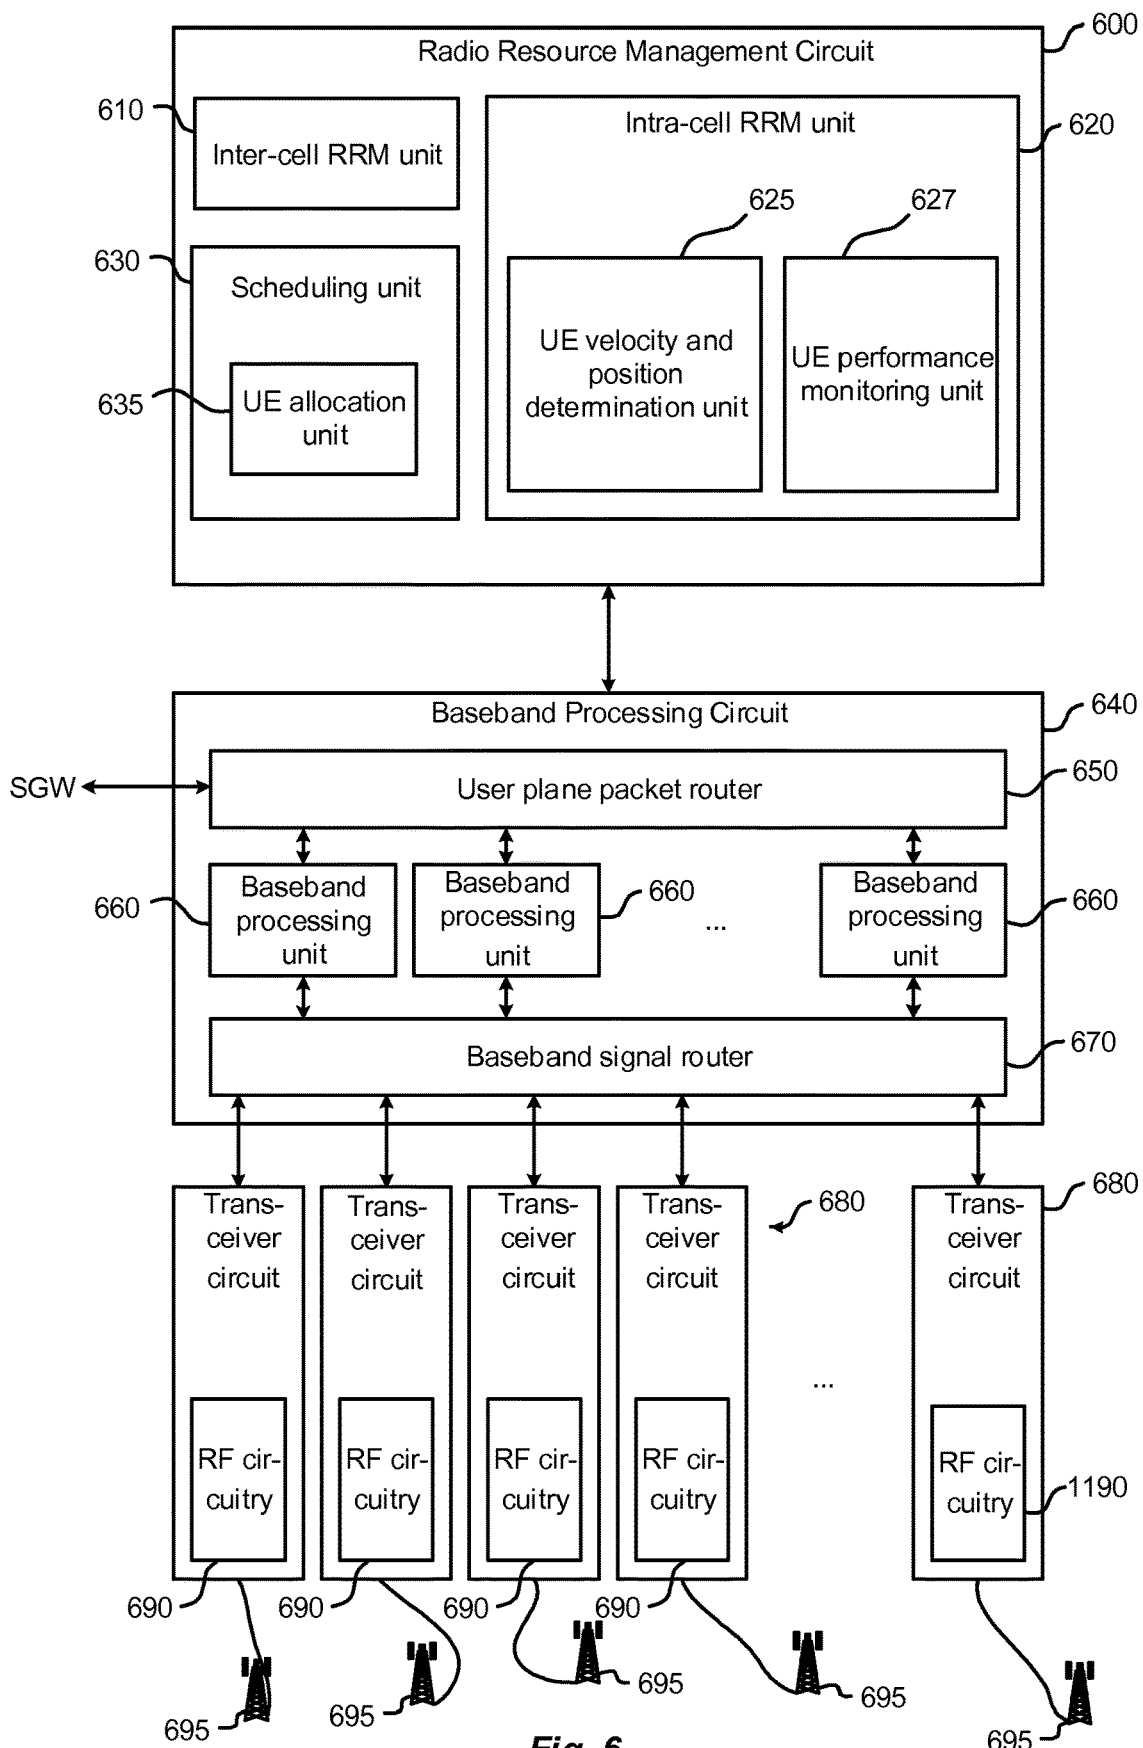 600
Radio Resource Management Circuit
610
Inter-cell RRM unit
Intra-cell RRM unit
620
625
627
630
Scheduling unit
635
UE allocation
unit
UE velocity and
position
determination unit
UE performance
monitoring unit
Baseband Processing Circuit
640
SGW
User plane packet router
650
660
Baseband
processing
unit
Baseband
processing
unit
660
...
Baseband
processing
unit
660
Baseband signal router
670
Trans-
ceiver
circuit
Trans-
ceiver
circuit
Trans-
ceiver
circuit
Trans-
ceiver
circuit
680
Trans-
ceiver
circuit
680
...
RF cir-
cuitry
RF cir-
cuitry
RF cir-
cuitry
RF cir-
cuitry
RF cir-
cuitry
1190
690
690
690
690
695
695
695
695
695
Fig. 6